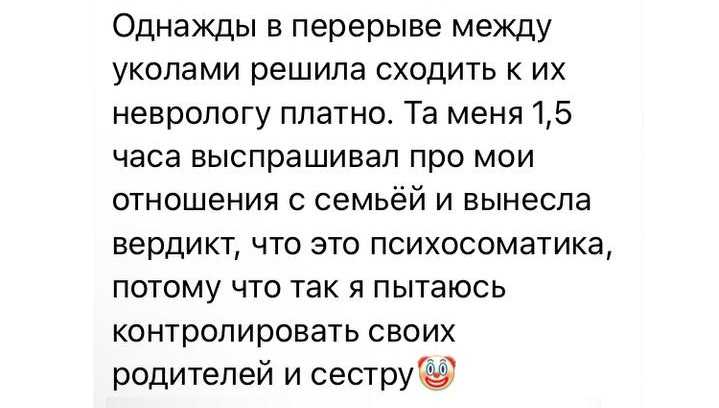 Однажды в перерыве между
уколами решила сходить к их
неврологу платно. Та меня 1,5
часа выспрашивал про мои
отношения с семьёй и вынесла
вердикт, что это психосоматика,
потому что так я пытаюсь
контролировать своих
родителей и сестру🤡